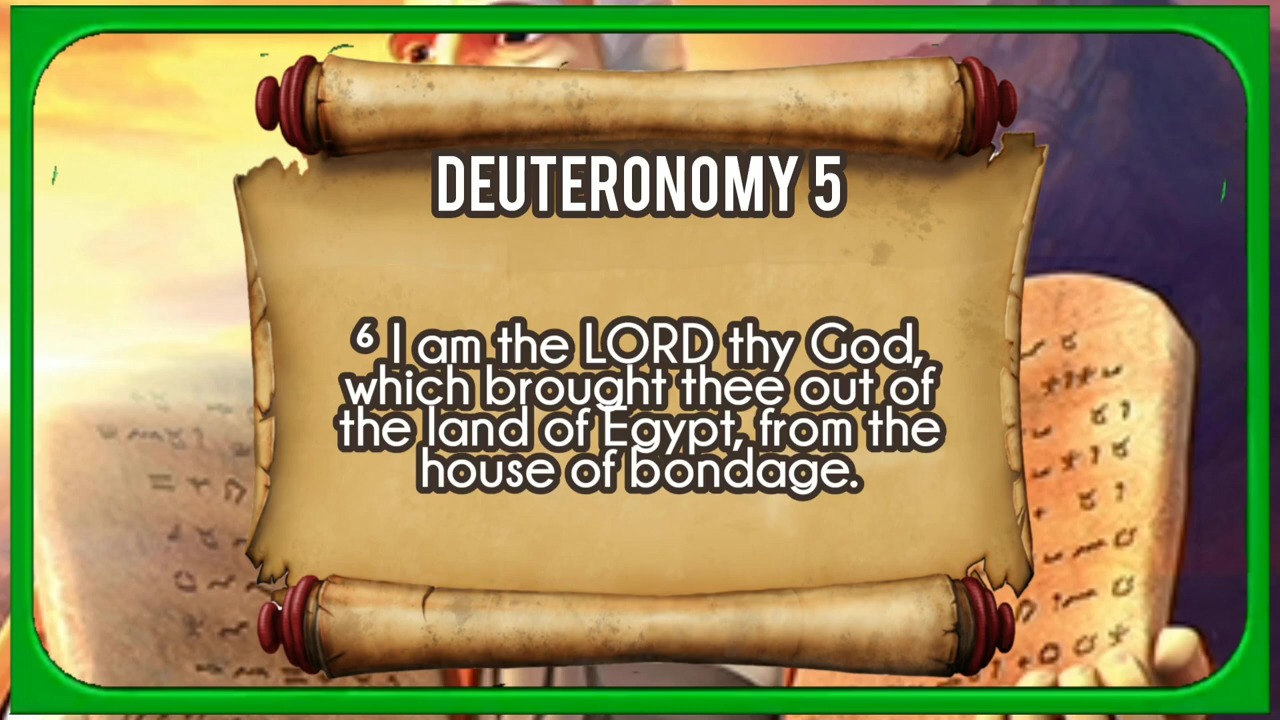 DEUTERONOMY 5
⁶ I am the LORD thy God,
which brought thee out of
the land of Egypt, from the
house of bondage.